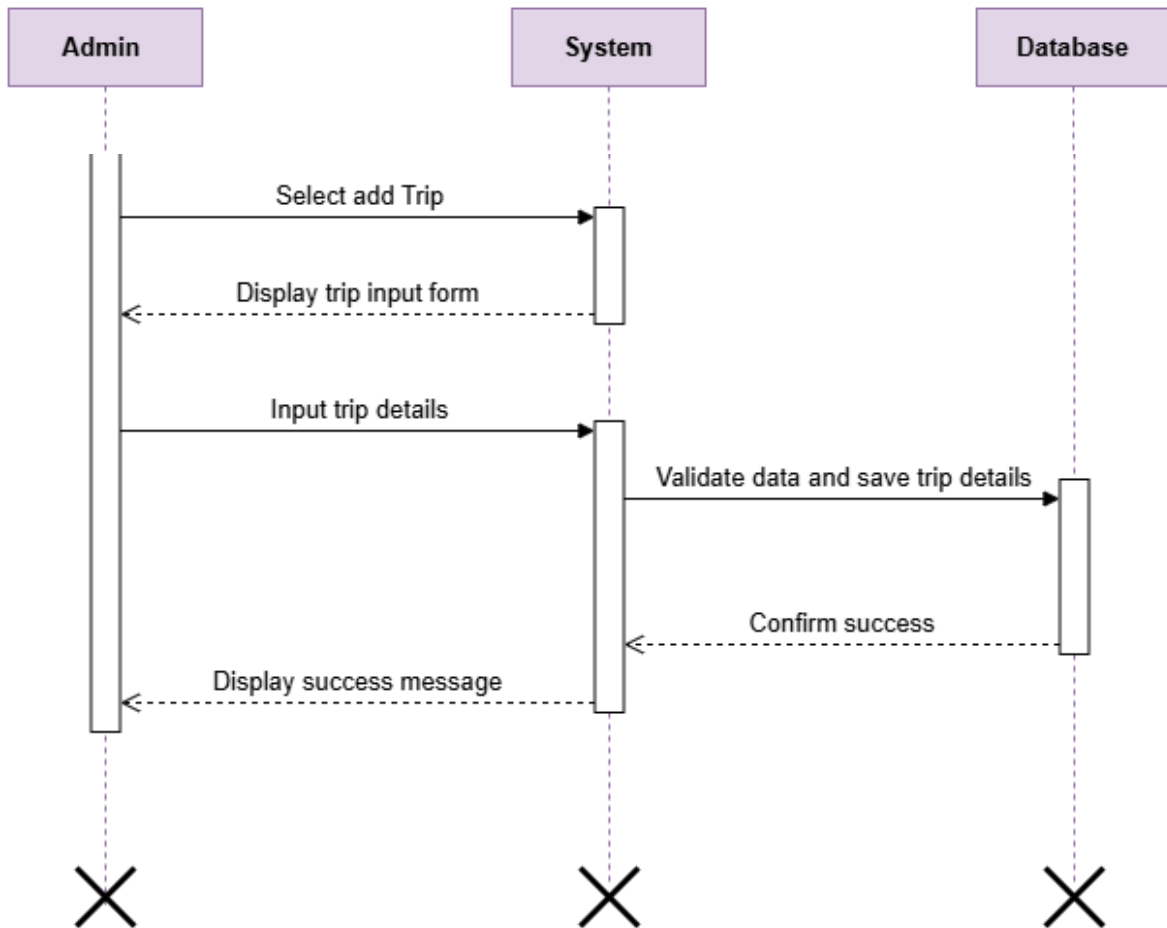 Admin
System
Database
Select add Trip
Display trip input form
Input trip details
Validate data and save trip details
Confirm success
Display success message